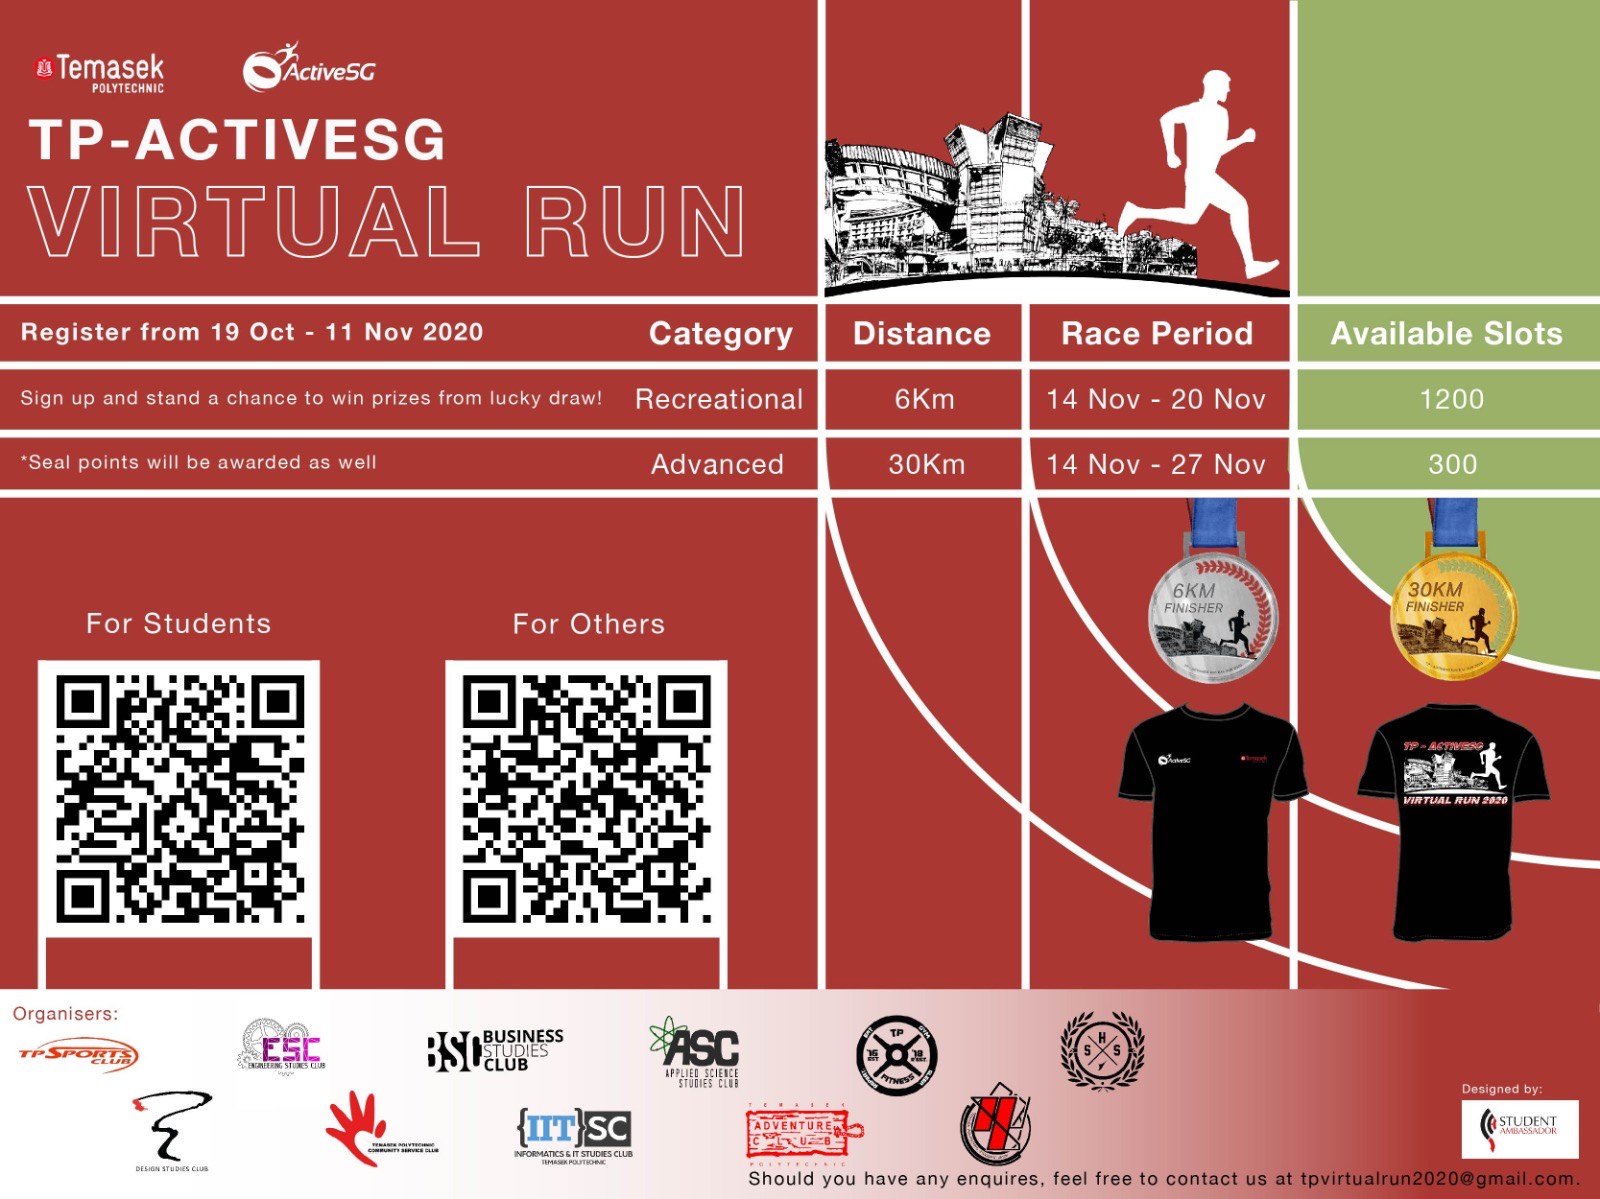 Temasek
POLYTECHNIC
ActiveSG
TP-ACTIVESG
VIRTUAL RUN
Register from 19 Oct - 11 Nov 2020
Category
Distance
Race Period
Available Slots
Sign up and stand a chance to win prizes from lucky draw!
Recreational
6Km
14 Nov - 20 Nov
1200
*Seal points will be awarded as well
Advanced
30Km
14 Nov - 27 Nov
300
6KM
FINISHER
30KM
FINISHER
For Students
For Others
ActiveSG
Temasek
TP - ACTIVESG
VIRTUAL RUN 2020
Organisers:
TPSPORTS
CLUB
ESC
ENGINEERING STUDIES CLUB
BSC
BUSINESS
STUDIES
CLUB
ASC
APPLIED SCIENCE
STUDIES CLUB
TP
FITNESS
H
S S
DESIGN STUDIES CLUB
TEMASEK POLYTECHNIC
COMMUNITY SERVICE CLUB
{IIT}SC
INFORMATICS & IT STUDIES CLUB
TEMASEK POLYTECHNIC
TEMASEK
ADVENTURE
CLUB
POLYTECHNIC
Designed by:
STUDENT
AMBASSADOR
Should you have any enquires, feel free to contact us at tpvirtualrun2020@gmail.com.